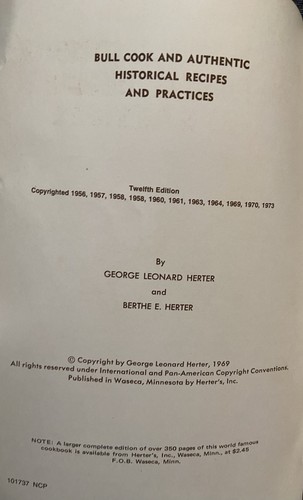 BULL COOK AND AUTHENTIC
HISTORICAL RECIPES
AND PRACTICES
Twelfth Edition
Copyrighted 1956, 1957, 1958, 1958, 1960, 1961, 1963, 1964, 1969, 1970, 1973
By
GEORGE LEONARD HERTER
and
BERTHE E. HERTER
© Copyright by George Leonard Herter, 1969
All rights reserved under International and Pan-American Copyright Conventions.
Published in Waseca, Minnesota by Herter's, Inc.
NOTE: A larger complete edition of over 350 pages of this world famous
cookbook is available from Herter's, Inc., Waseca, Minn., at $2.45
F.O.B. Waseca, Minn.
101737 NCP